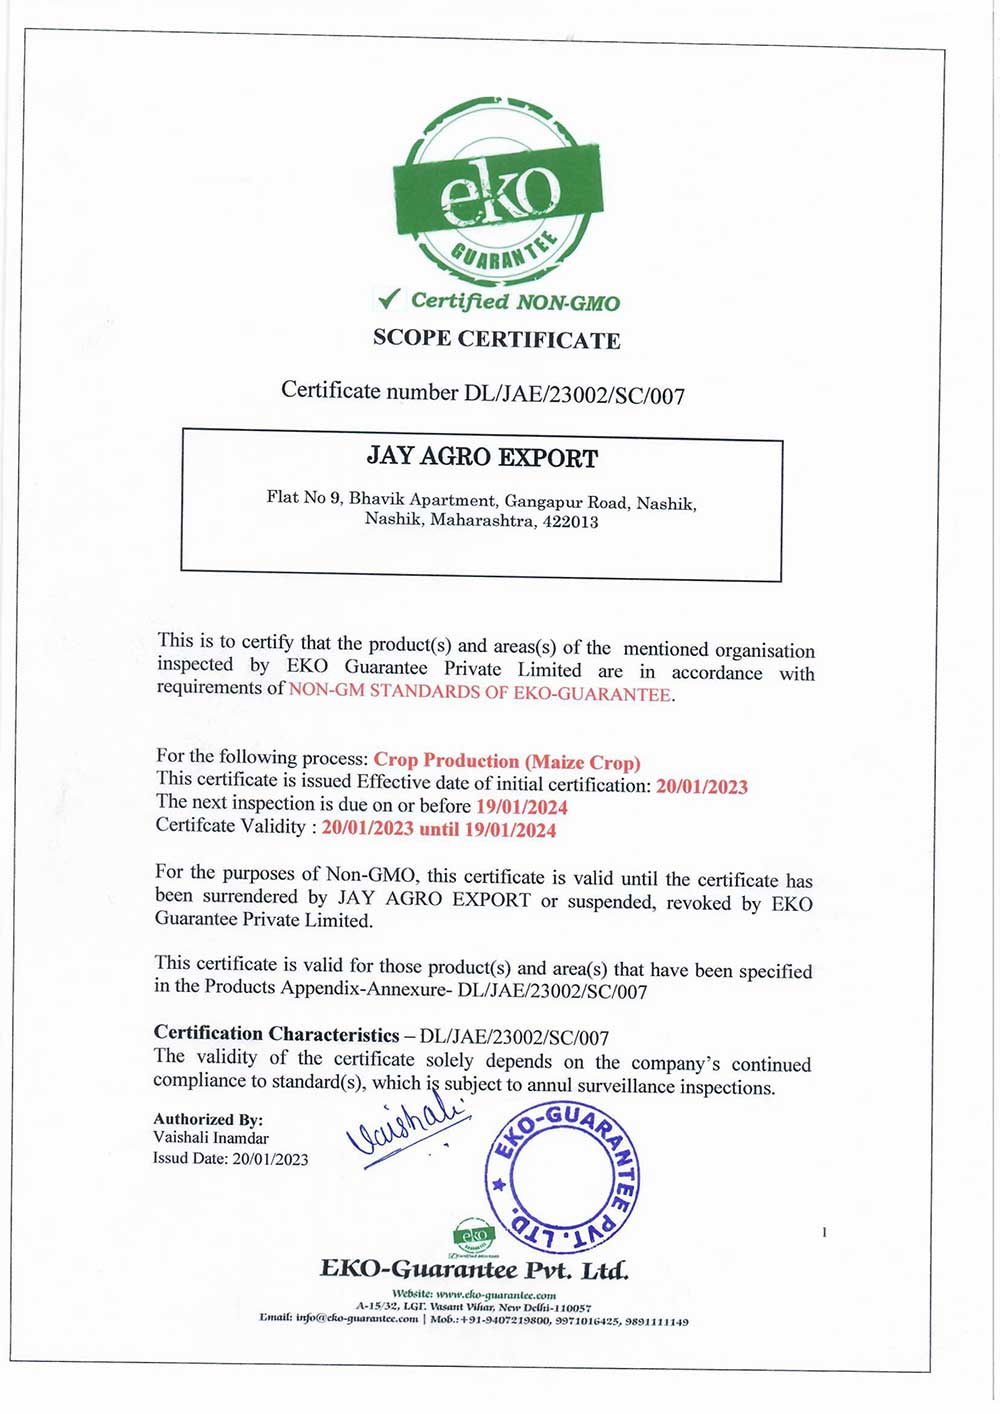 eko
GUARANTEE
✓ Certified NON-GMO
SCOPE CERTIFICATE
Certificate number DL/JAE/23002/SC/007
JAY AGRO EXPORT
Flat No 9, Bhavik Apartment, Gangapur Road, Nashik,
Nashik, Maharashtra, 422013
This is to certify that the product(s) and areas(s) of the mentioned organisation
inspected by EKO Guarantee Private Limited are in accordance with
requirements of NON-GM STANDARDS OF EKO-GUARANTEE.
For the following process: Crop Production (Maize Crop)
This certificate is issued Effective date of initial certification: 20/01/2023
The next inspection is due on or before 19/01/2024
Certifcate Validity : 20/01/2023 until 19/01/2024
For the purposes of Non-GMO, this certificate is valid until the certificate has
been surrendered by JAY AGRO EXPORT or suspended, revoked by EKO
Guarantee Private Limited.
This certificate is valid for those product(s) and area(s) that have been specified
in the Products Appendix-Annexure- DL/JAE/23002/SC/007
Certification Characteristics – DL/JAE/23002/SC/007
The validity of the certificate solely depends on the company's continued
compliance to standard(s), which is subject to annul surveillance inspections.
Authorized By:
Vaishali Inamdar
Issud Date: 20/01/2023
Vaishali
EKO-GUARANTEE PVT. LTD.
1
eko
EKO-Guarantee Pvt. Ltd.
Website: www.eko-guarantee.com
A-15/32, LGF, Vasant Vihar, New Delhi-110057
Email: info@eko-guarantee.com | Mob.:+91-9407219800, 9971016425, 9891111149